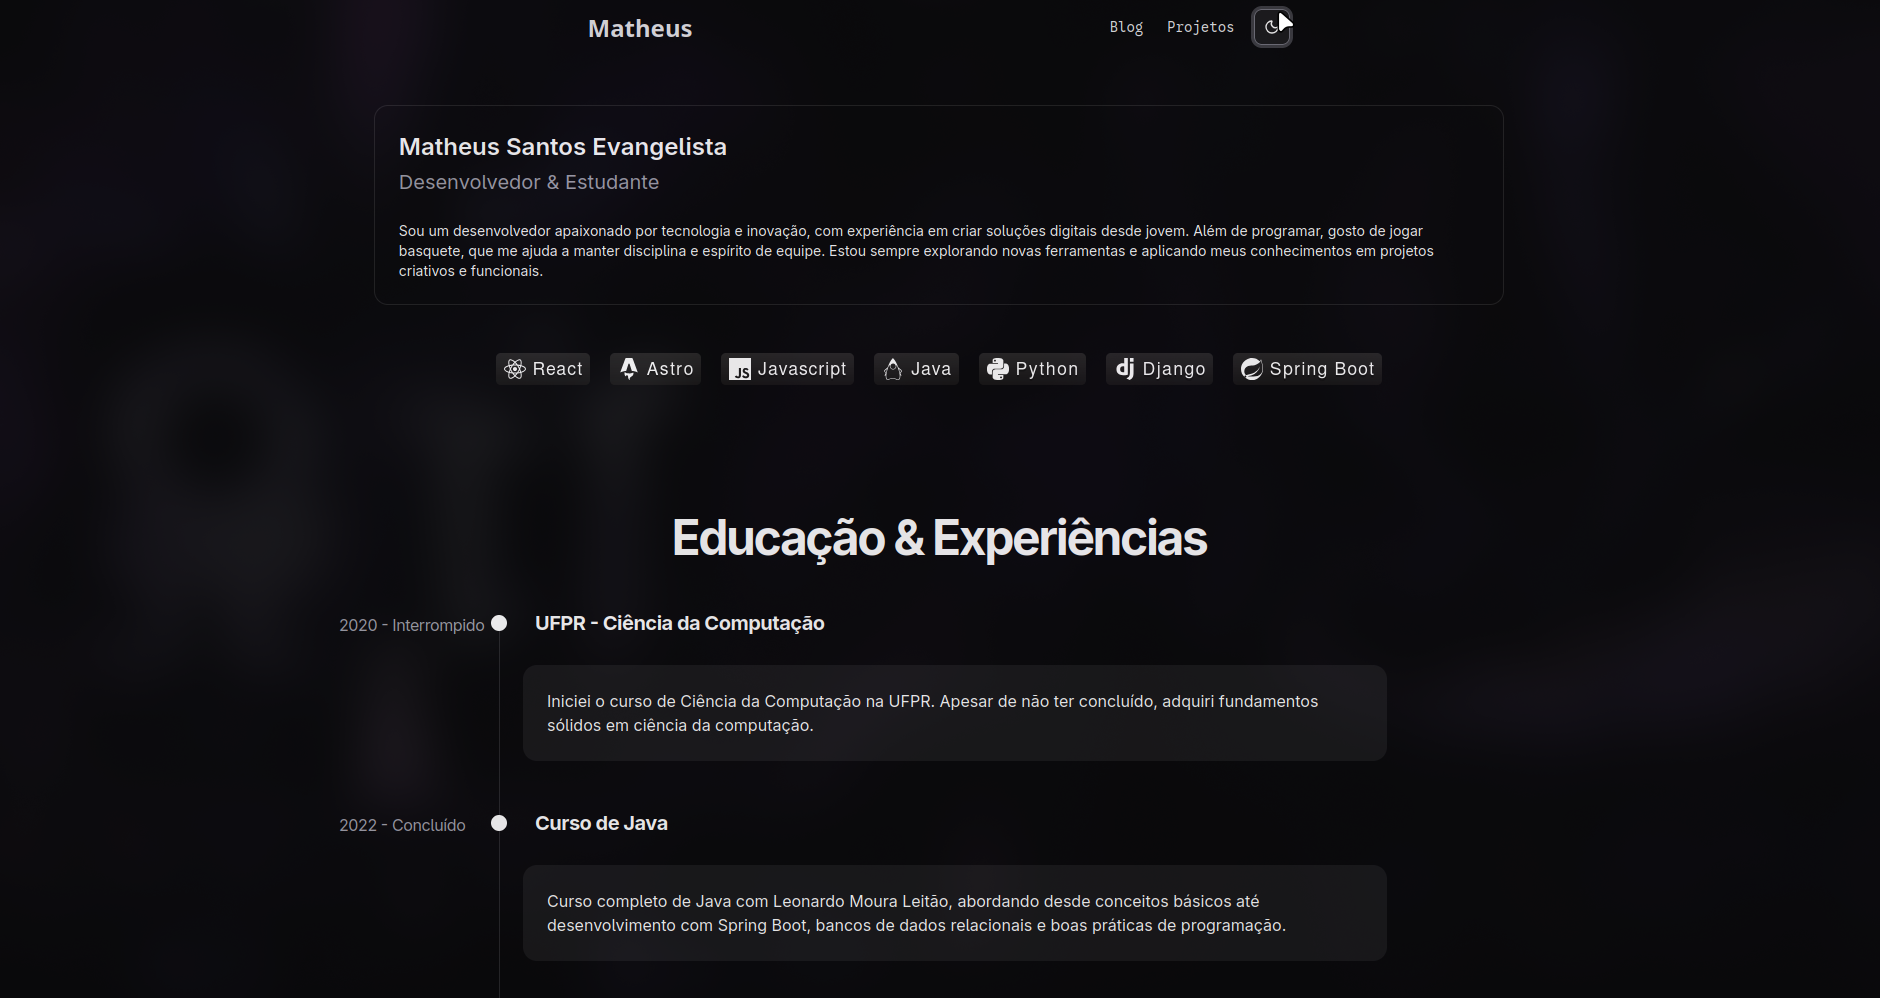 Matheus
Blog Projetos
Matheus Santos Evangelista
Desenvolvedor & Estudante
Sou um desenvolvedor apaixonado por tecnologia e inovação, com experiência em criar soluções digitais desde jovem. Além de programar, gosto de jogar
basquete, que me ajuda a manter disciplina e espírito de equipe. Estou sempre explorando novas ferramentas e aplicando meus conhecimentos em projetos
criativos e funcionais.
React Astro JS Javascript Java Python dj Django Spring Boot
Educação & Experiências
2020 - Interrompido UFPR - Ciência da Computação
Iniciei o curso de Ciência da Computação na UFPR. Apesar de não ter concluído, adquiri fundamentos
sólidos em ciência da computação.
2022 - Concluído Curso de Java
Curso completo de Java com Leonardo Moura Leitão, abordando desde conceitos básicos até
desenvolvimento com Spring Boot, bancos de dados relacionais e boas práticas de programação.